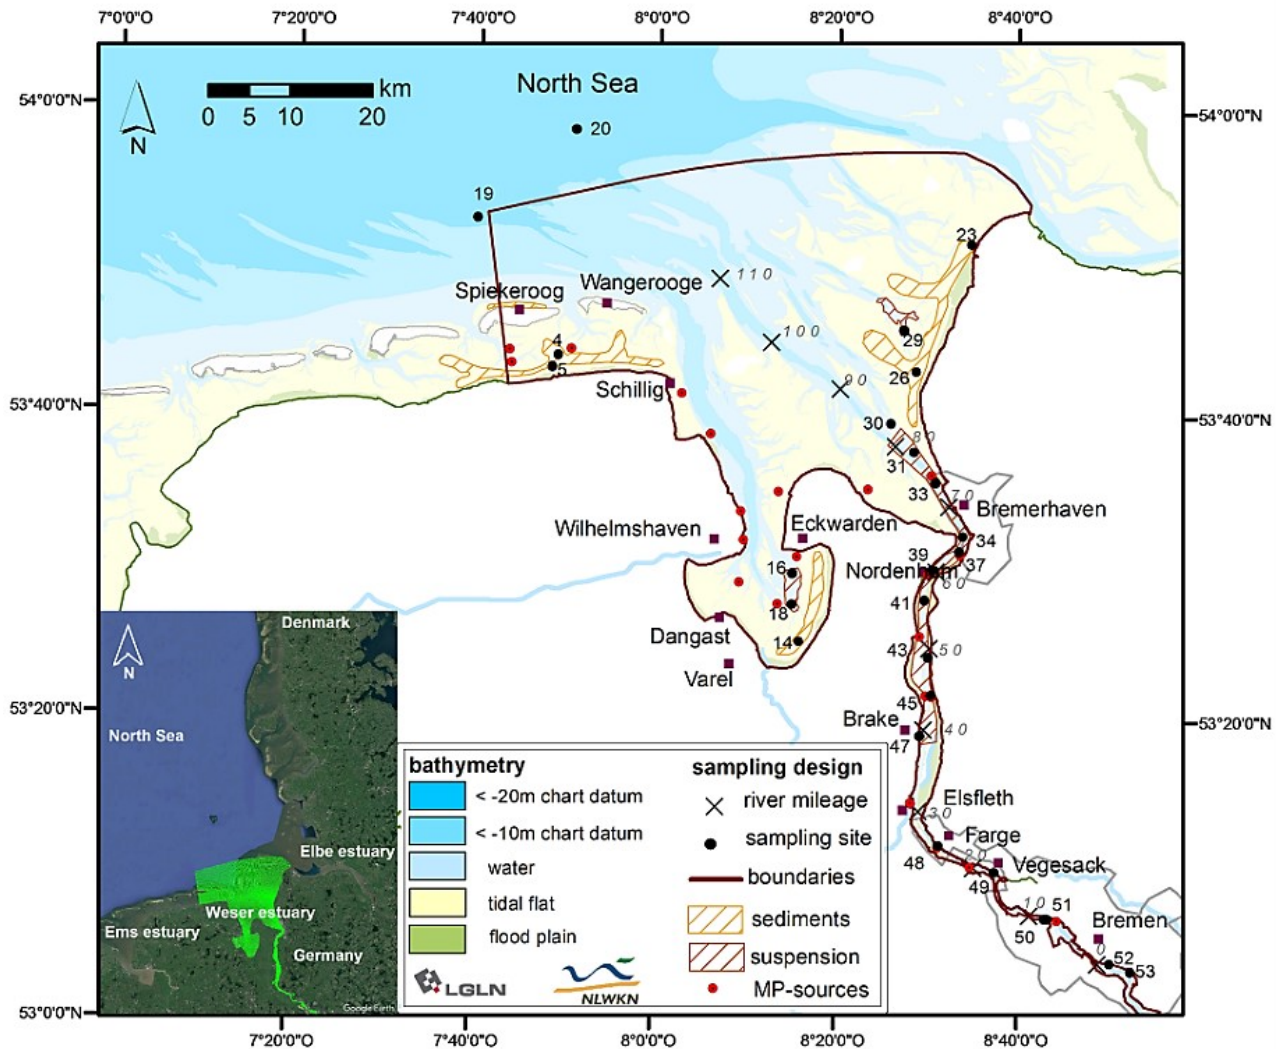 7°0'0"O 7°20'0"O 7°40'0"O 8°0'0"O 8°20'0"O 8°40'0"O
54°0'0"N
53°40'0"N
53°20'0"N
53°0'0"N
54°0'0"N
53°40'0"N
53°20'0"N
53°0'0"N
7°20'0"O 7°40'0"O 8°0'0"O 8°20'0"O 8°40'0"O
N
km
0 5 10 20
North Sea
20
19
23
110
Spiekeroog
Wangerooge
100
29
4
5
26
Schillig
90
30
80
31
33
70
Bremerhaven
Wilhelmshaven
Eckwarden
34
37
39
Nordenham
60
16
41
18
Dangast
14
43
50
Varel
45
Brake
40
47
Elsfleth
30
Farge
48
20
Vegesack
49
10
51
50
Bremen
0
52
53
Denmark
N
North Sea
Elbe estuary
Weser estuary
Ems estuary
Germany
Google Earth
bathymetry
< -20m chart datum
< -10m chart datum
water
tidal flat
flood plain
LGLN
NLWKN
sampling design
river mileage
sampling site
boundaries
sediments
suspension
MP-sources